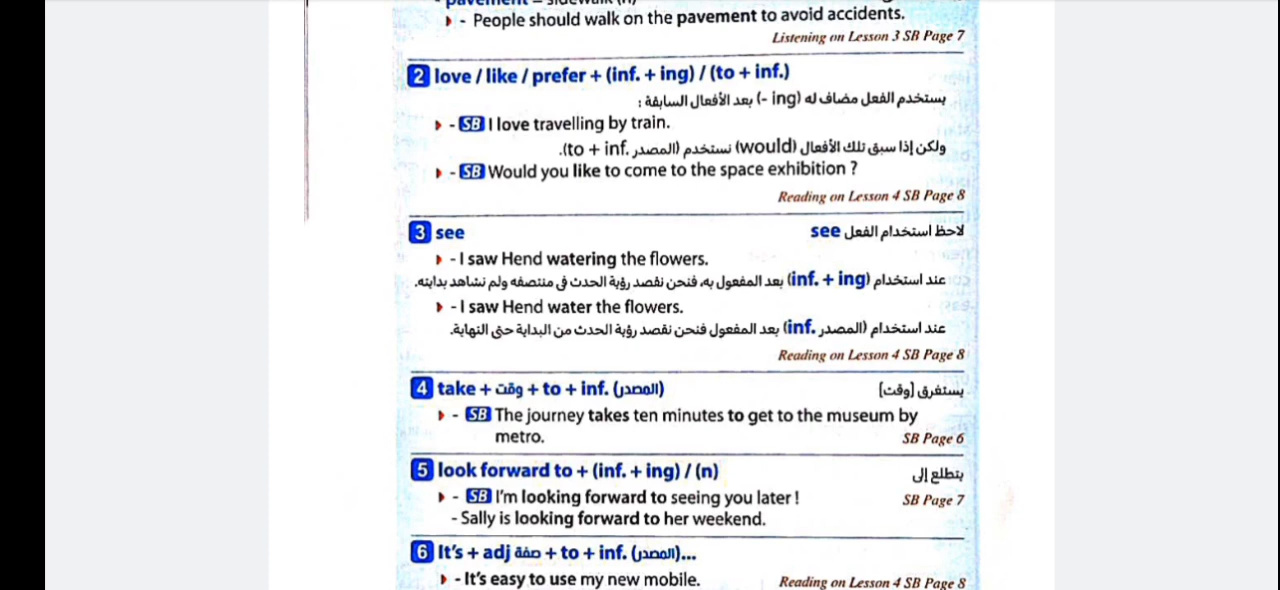 pavement = sidewalk (n)
- People should walk on the pavement to avoid accidents.
Listening on Lesson 3 SB Page 7
2 love / like / prefer + (inf. + ing) / (to + inf.)
يستخدم الفعل مضاف له (ing -) بعد الأفعال السابقة :
- SB I love travelling by train.
ولكن إذا سبق تلك الأفعال (would) نستخدم (المصدر .to + inf).
- SB Would you like to come to the space exhibition ?
Reading on Lesson 4 SB Page 8
3 see لاحظ استخدام الفعل see
- I saw Hend watering the flowers.
عند استخدام (inf. + ing) بعد المفعول به، فنحن نقصد رؤية الحدث في منتصفه ولم نشاهد بدايته.
- I saw Hend water the flowers.
عند استخدام (المصدر .inf) بعد المفعول فنحن نقصد رؤية الحدث من البداية حتى النهاية.
Reading on Lesson 4 SB Page 8
4 take + وقت + to + inf. (المصدر) يستغرق [وقت]
- SB The journey takes ten minutes to get to the museum by
metro. SB Page 6
5 look forward to + (inf. + ing) / (n) يتطلع إلى
- SB I'm looking forward to seeing you later ! SB Page 7
- Sally is looking forward to her weekend.
6 It's + adj صفة + to + inf. (المصدر)...
- It's easy to use my new mobile. Reading on Lesson 4 SB Page 8